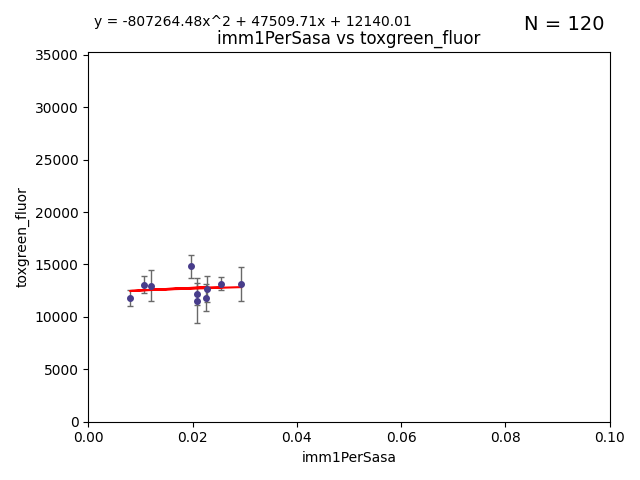 y = -807264.48x^2 + 47509.71x + 12140.01
N = 120
imm1PerSasa vs toxgreen_fluor
35000
30000
25000
20000
15000
10000
5000
0
toxgreen_fluor
0.00 0.02 0.04 0.06 0.08 0.10
imm1PerSasa